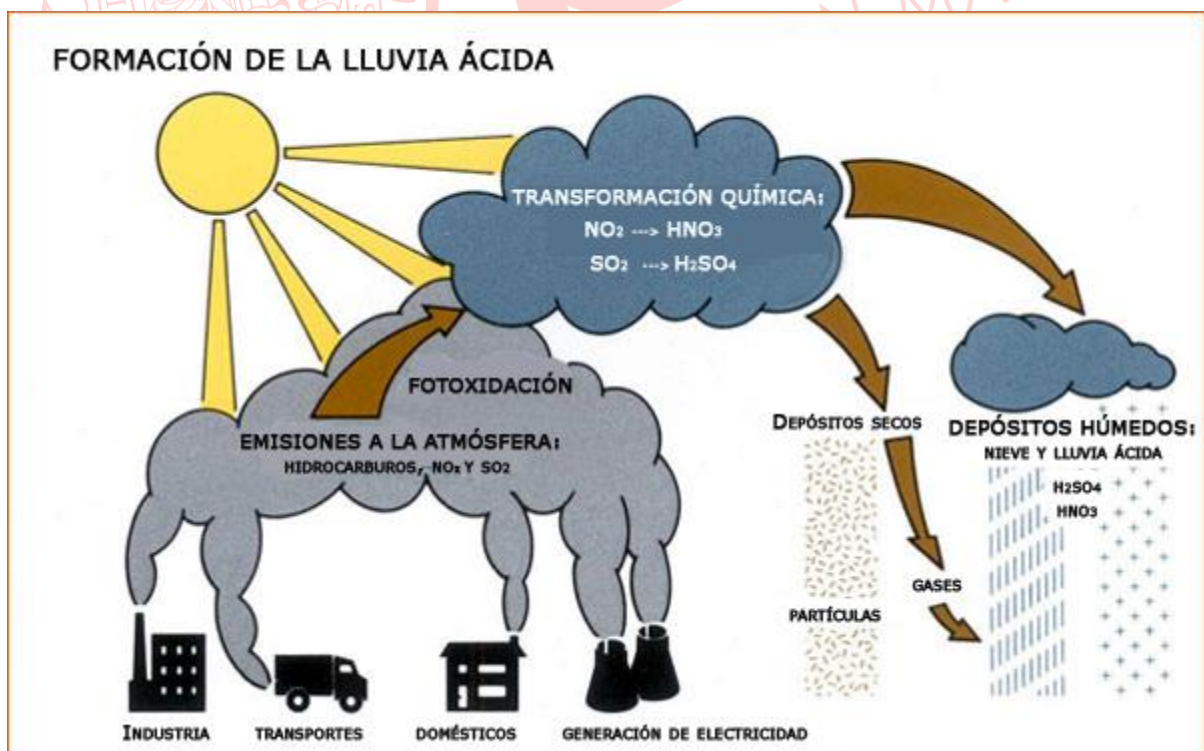 FORMACIÓN DE LA LLUVIA ÁCIDA
TRANSFORMACIÓN QUÍMICA:
NO2 ---> HNO3
SO2 ---> H2SO4
FOTOXIDACIÓN
EMISIONES A LA ATMÓSFERA:
HIDROCARBUROS, NOx Y SO2
DEPÓSITOS SECOS
DEPÓSITOS HÚMEDOS:
NIEVE Y LLUVIA ÁCIDA
H2SO4
HNO3
GASES
PARTÍCULAS
INDUSTRIA
TRANSPORTES
DOMÉSTICOS
GENERACIÓN DE ELECTRICIDAD